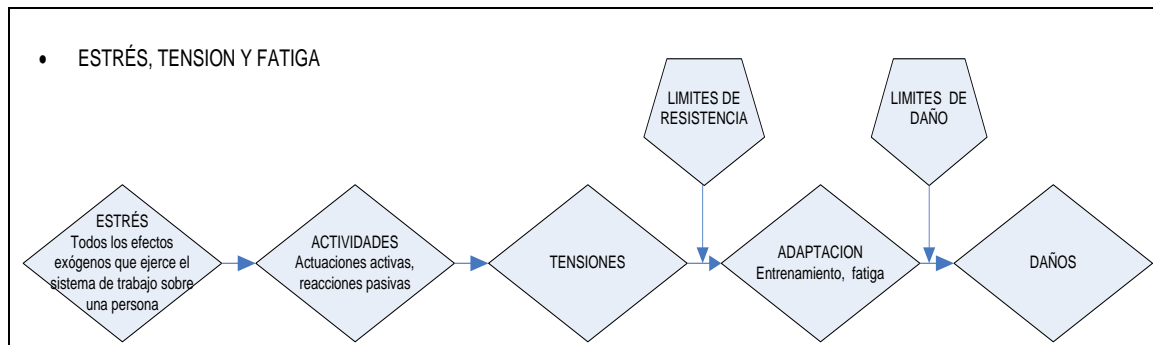 • ESTRÉS, TENSION Y FATIGA
LIMITES DE
RESISTENCIA
LIMITES DE
DAÑO
ESTRÉS
Todos los efectos
exógenos que ejerce el
sistema de trabajo sobre
una persona
ACTIVIDADES
Actuaciones activas,
reacciones pasivas
TENSIONES
ADAPTACION
Entrenamiento, fatiga
DAÑOS